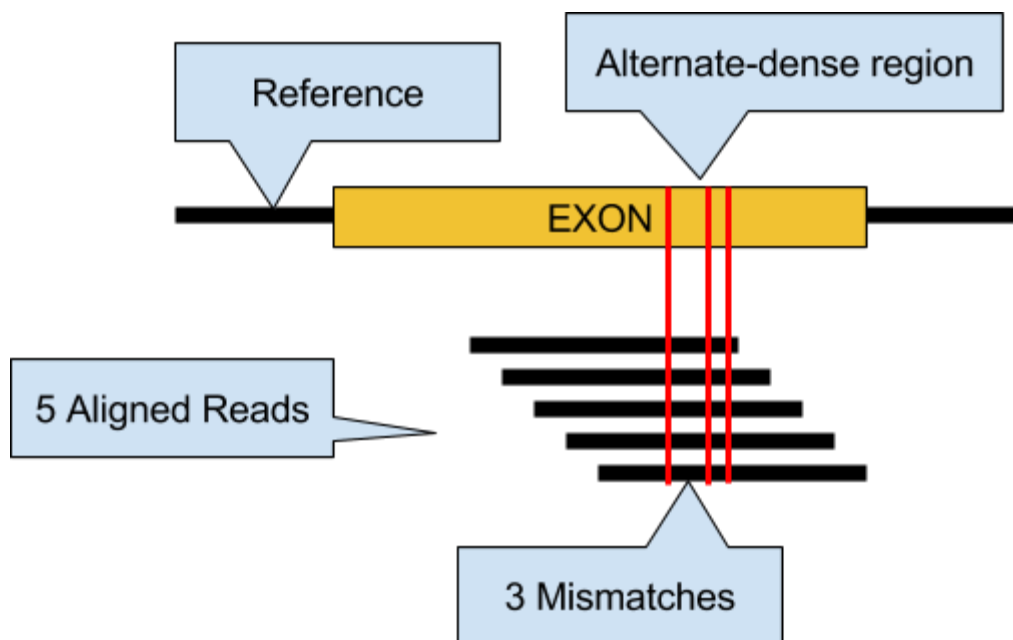 Reference
Alternate-dense region
EXON
5 Aligned Reads
3 Mismatches